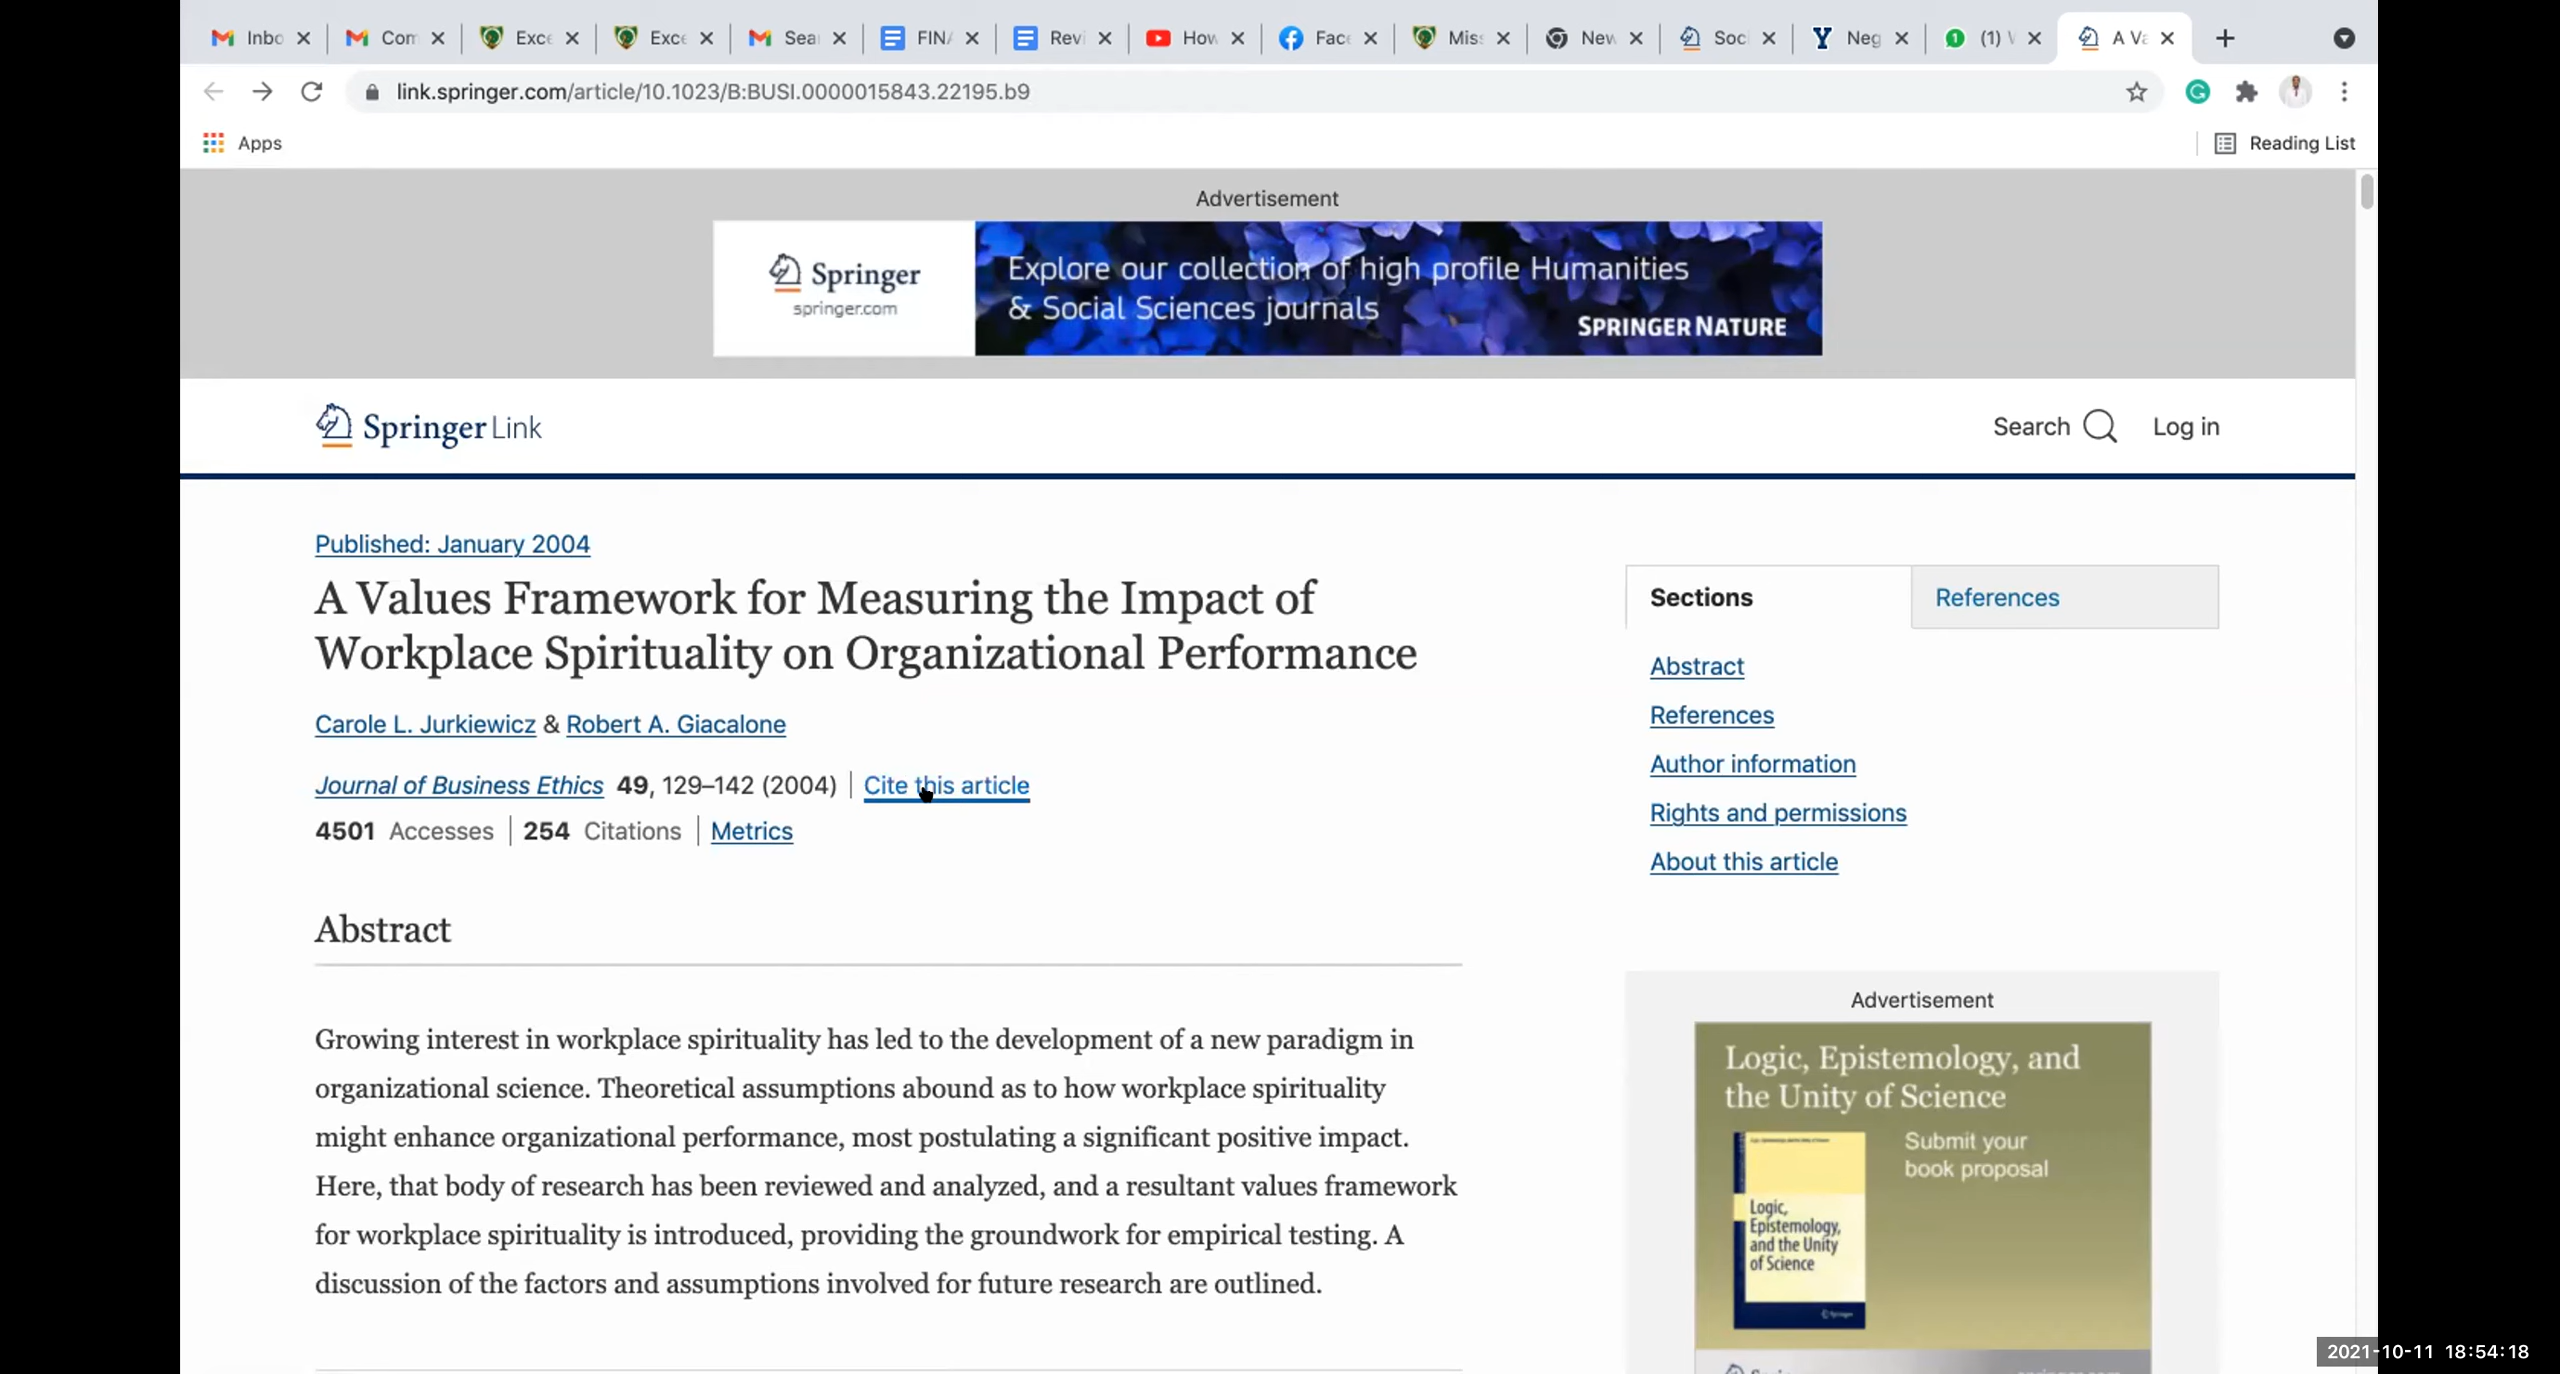 Inbo
Com
Exce
Exce
Sea
FINA
Revi
How
Face
Miss
New
Soc
Neg
(1)
A Va
link.springer.com/article/10.1023/B:BUSI.0000015843.22195.b9
Apps
Reading List
Advertisement
Springer
springer.com
Explore our collection of high profile Humanities
& Social Sciences journals
SPRINGER NATURE
Springer Link
Search
Log in
Published: January 2004
A Values Framework for Measuring the Impact of
Workplace Spirituality on Organizational Performance
Carole L. Jurkiewicz & Robert A. Giacalone
Journal of Business Ethics 49, 129–142 (2004) | Cite this article
4501 Accesses | 254 Citations | Metrics
Abstract
Growing interest in workplace spirituality has led to the development of a new paradigm in
organizational science. Theoretical assumptions abound as to how workplace spirituality
might enhance organizational performance, most postulating a significant positive impact.
Here, that body of research has been reviewed and analyzed, and a resultant values framework
for workplace spirituality is introduced, providing the groundwork for empirical testing. A
discussion of the factors and assumptions involved for future research are outlined.
Sections
References
Abstract
References
Author information
Rights and permissions
About this article
Advertisement
Logic, Epistemology, and
the Unity of Science
Submit your
book proposal
Logic,
Epistemology,
and the Unity
of Science
Springer
2021-10-11 18:54:18